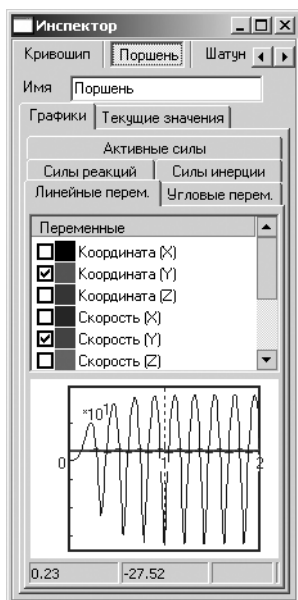 Инспектор
Кривошип Поршень Шатун
Имя Поршень
Графики Текущие значения
Активные силы
Силы реакций Силы инерции
Линейные перем. Угловые перем.
Переменные
Координата (X)
Координата (Y)
Координата (Z)
Скорость (X)
Скорость (Y)
Скорость (Z)
*10¹
0 1 2
0.23 -27.52